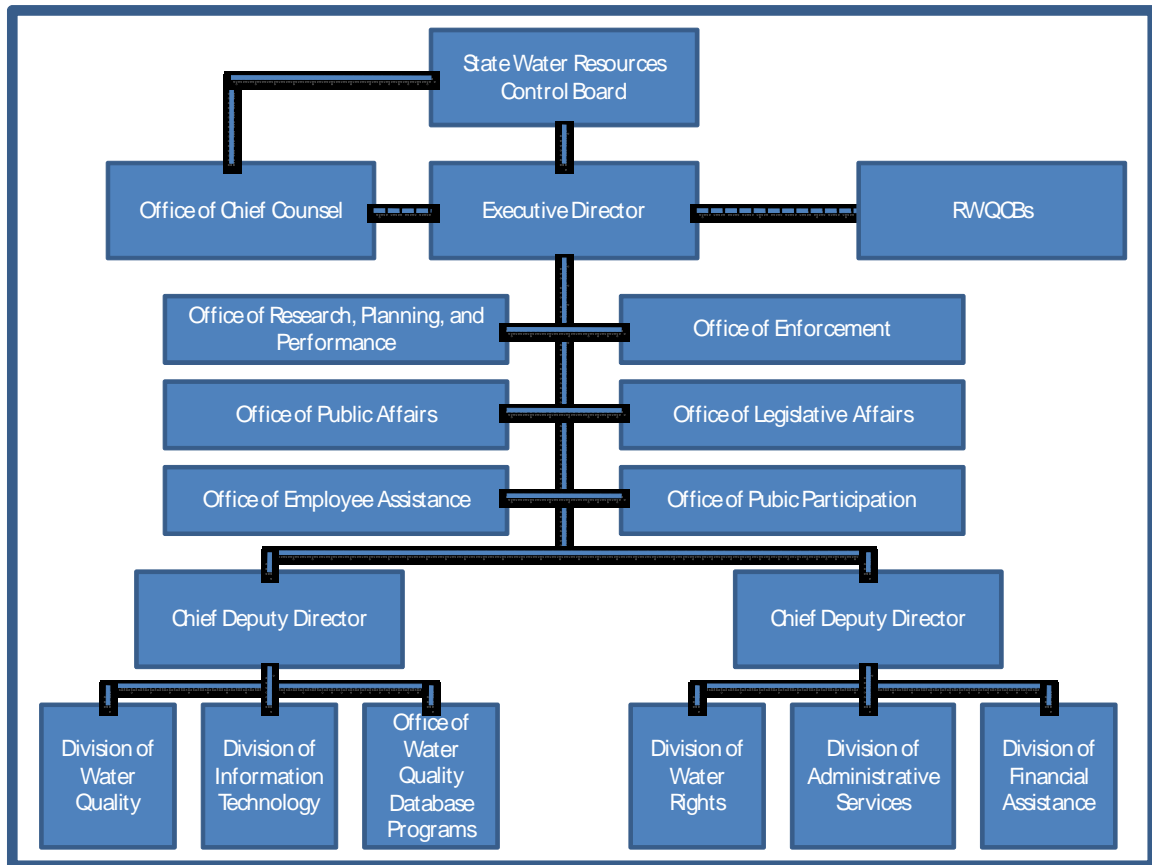 State Water Resources
Control Board
Office of Chief Counsel
Executive Director
RWQCBs
Office of Research, Planning, and
Performance
Office of Enforcement
Office of Public Affairs
Office of Legislative Affairs
Office of Employee Assistance
Office of Pubic Participation
Chief Deputy Director
Chief Deputy Director
Division of
Water
Quality
Division of
Information
Technology
Office of
Water
Quality
Database
Programs
Division of
Water
Rights
Division of
Administrative
Services
Division of
Financial
Assistance